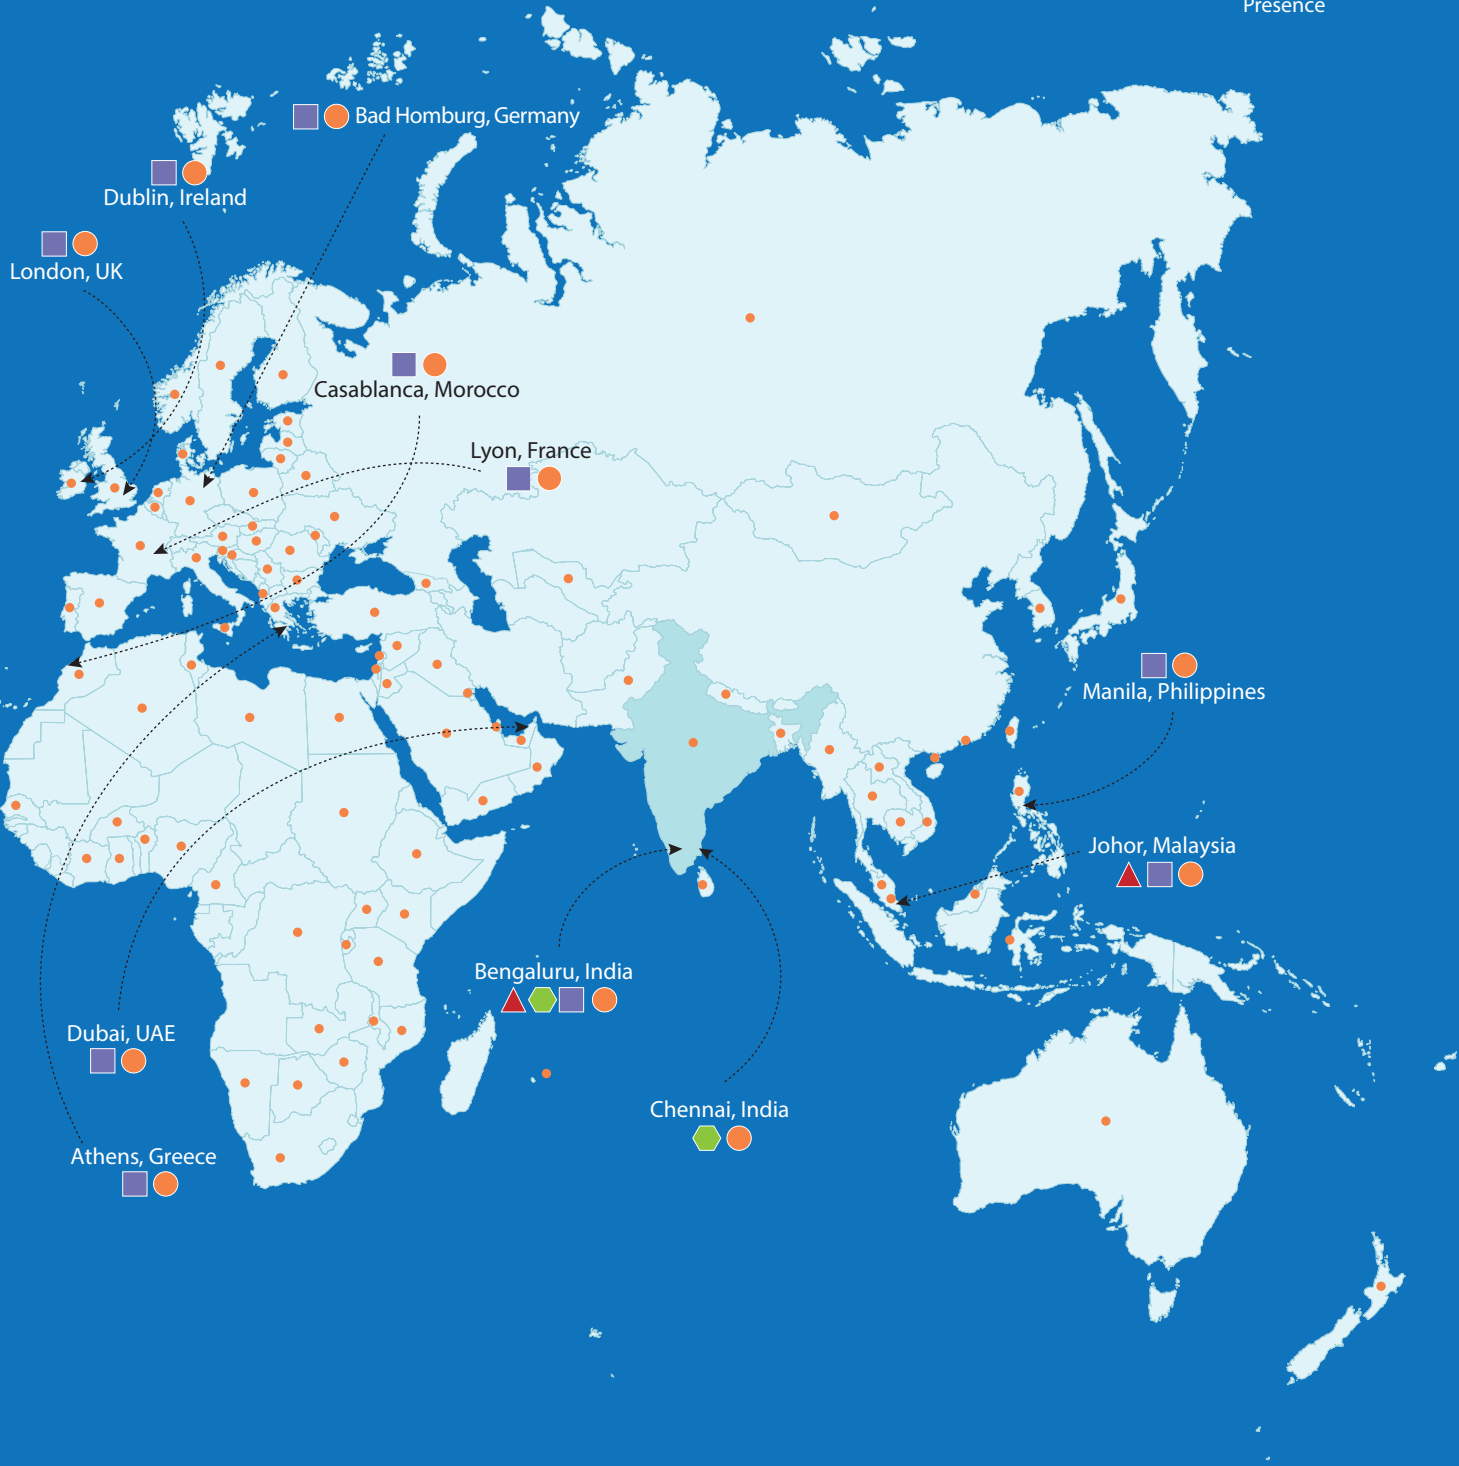 Presence
Bad Homburg, Germany
Dublin, Ireland
London, UK
Casablanca, Morocco
Lyon, France
Manila, Philippines
Johor, Malaysia
Bengaluru, India
Dubai, UAE
Chennai, India
Athens, Greece